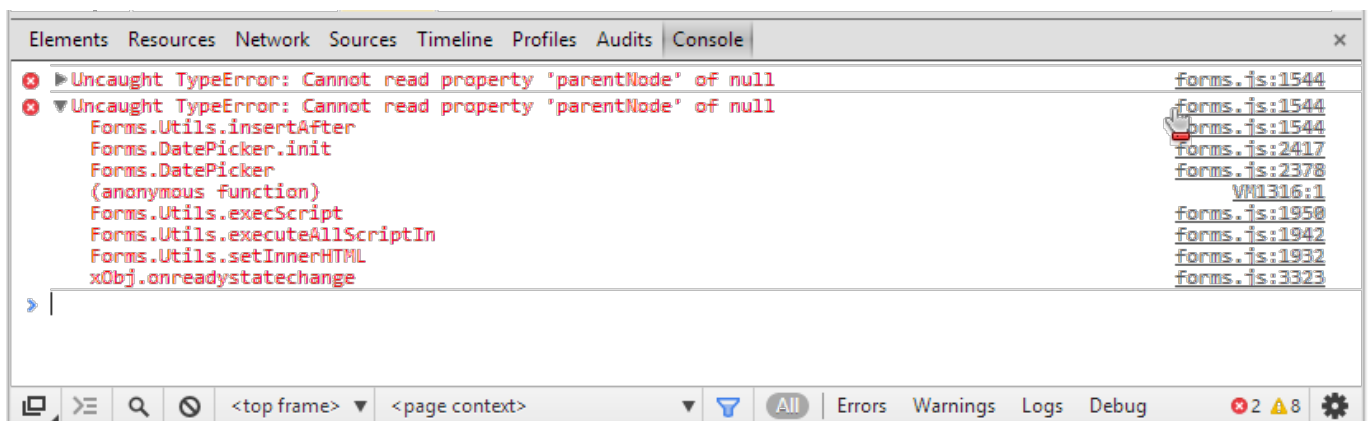 Elements Resources Network Sources Timeline Profiles Audits Console ×
Uncaught TypeError: Cannot read property 'parentNode' of null forms.js:1544
Uncaught TypeError: Cannot read property 'parentNode' of null forms.js:1544
Forms.Utils.insertAfter forms.js:1544
Forms.DatePicker.init forms.js:2417
Forms.DatePicker forms.js:2378
(anonymous function) VM1316:1
Forms.Utils.execScript forms.js:1950
Forms.Utils.executeAllScriptIn forms.js:1942
Forms.Utils.setInnerHTML forms.js:1932
xObj.onreadystatechange forms.js:3323
<top frame> ▼ <page context> ▼ All Errors Warnings Logs Debug 2 8